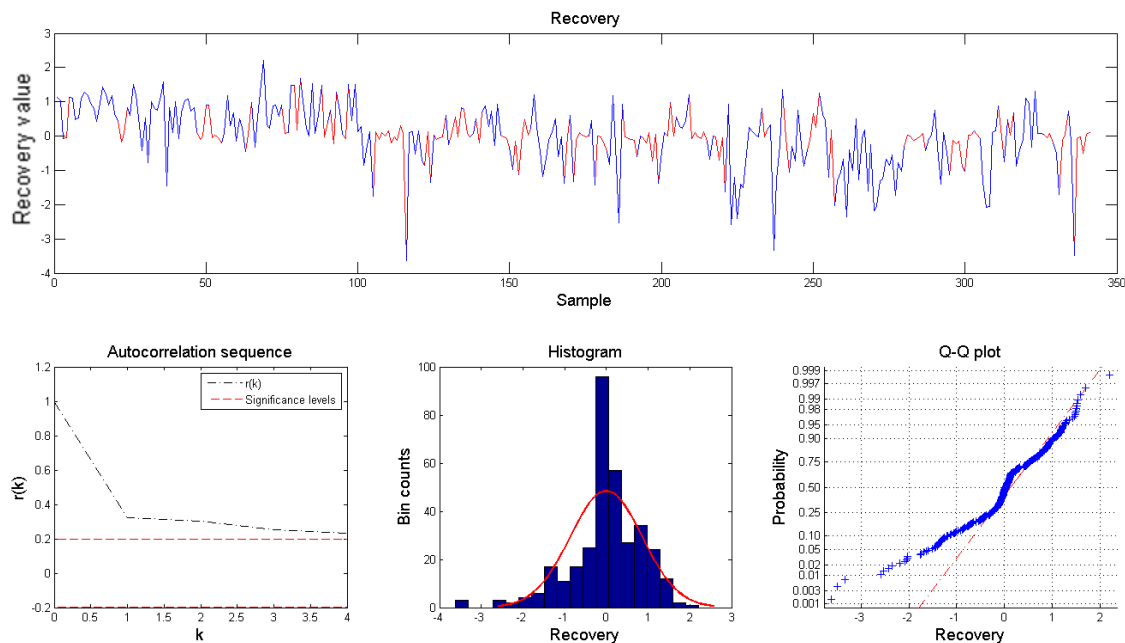 Recovery
3
2
1
0
-1
-2
-3
-4
Recovery value
0 50 100 150 200 250 300 350
Sample
Autocorrelation sequence
1.2
1
0.8
0.6
0.4
0.2
0
-0.2
r(k)
r(k)
Significance levels
0 0.5 1 1.5 2 2.5 3 3.5 4
k
Histogram
100
80
60
40
20
0
Bin counts
-4 -3 -2 -1 0 1 2 3
Recovery
Q-Q plot
0.999
0.997
0.99
0.98
0.95
0.90
0.75
0.50
0.25
0.10
0.05
0.02
0.01
0.003
0.001
Probability
-3 -2 -1 0 1 2
Recovery